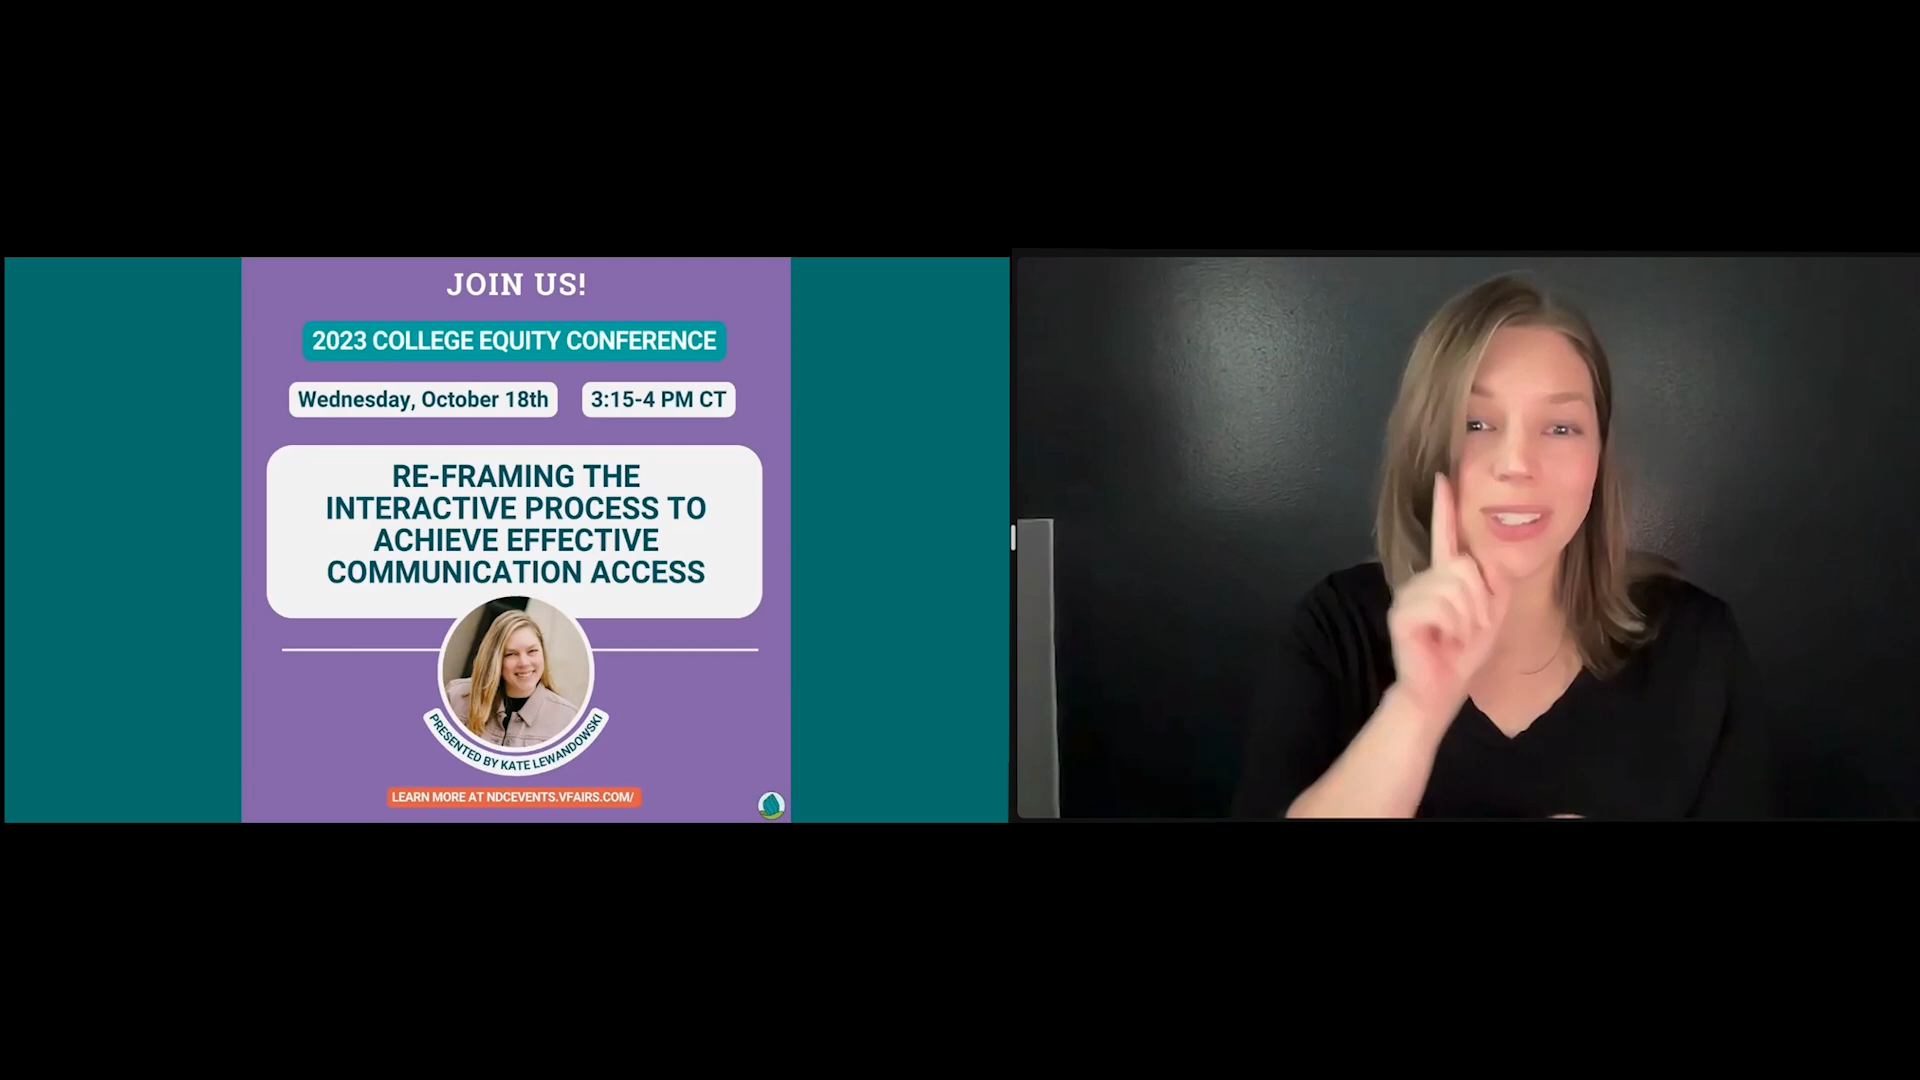 JOIN US!
2023 COLLEGE EQUITY CONFERENCE
Wednesday, October 18th
3:15-4 PM CT
RE-FRAMING THE
INTERACTIVE PROCESS TO
ACHIEVE EFFECTIVE
COMMUNICATION ACCESS
PRESENTED BY KATE LEWANDOWSKI
LEARN MORE AT NDCEVENTS.VFAIRS.COM/